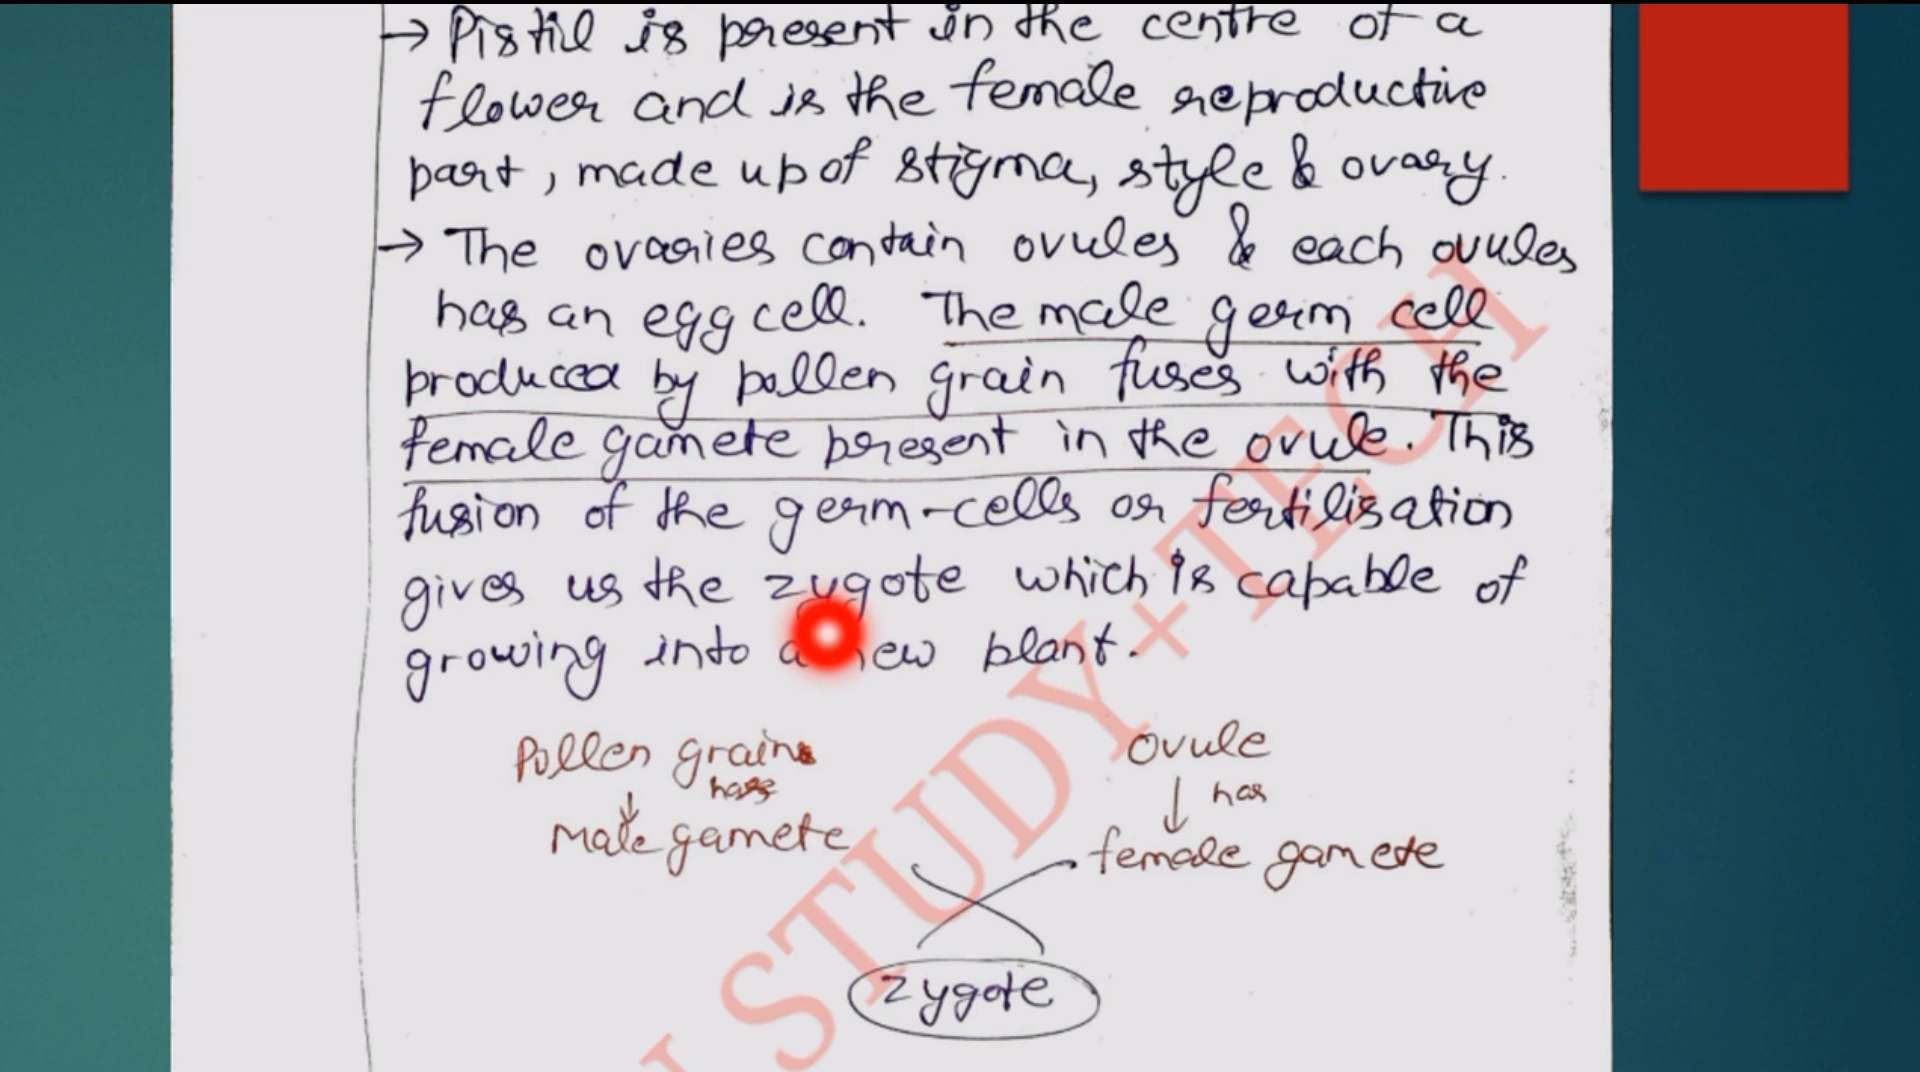 → Pistil is present in the centre of a
flower and is the female reproductive
part, made up of stigma, style & ovary.
→ The ovaries contain ovules & each ovules
has an egg cell. The male germ cell
produced by pollen grain fuses with the
female gamete present in the ovule. This
fusion of the germ-cells or fertilisation
gives us the zygote which is capable of
growing into a new plant.
Pollen grain
has
↓
Male gamete
Ovule
↓ has
female gamete
zygote
STUDY+TECH